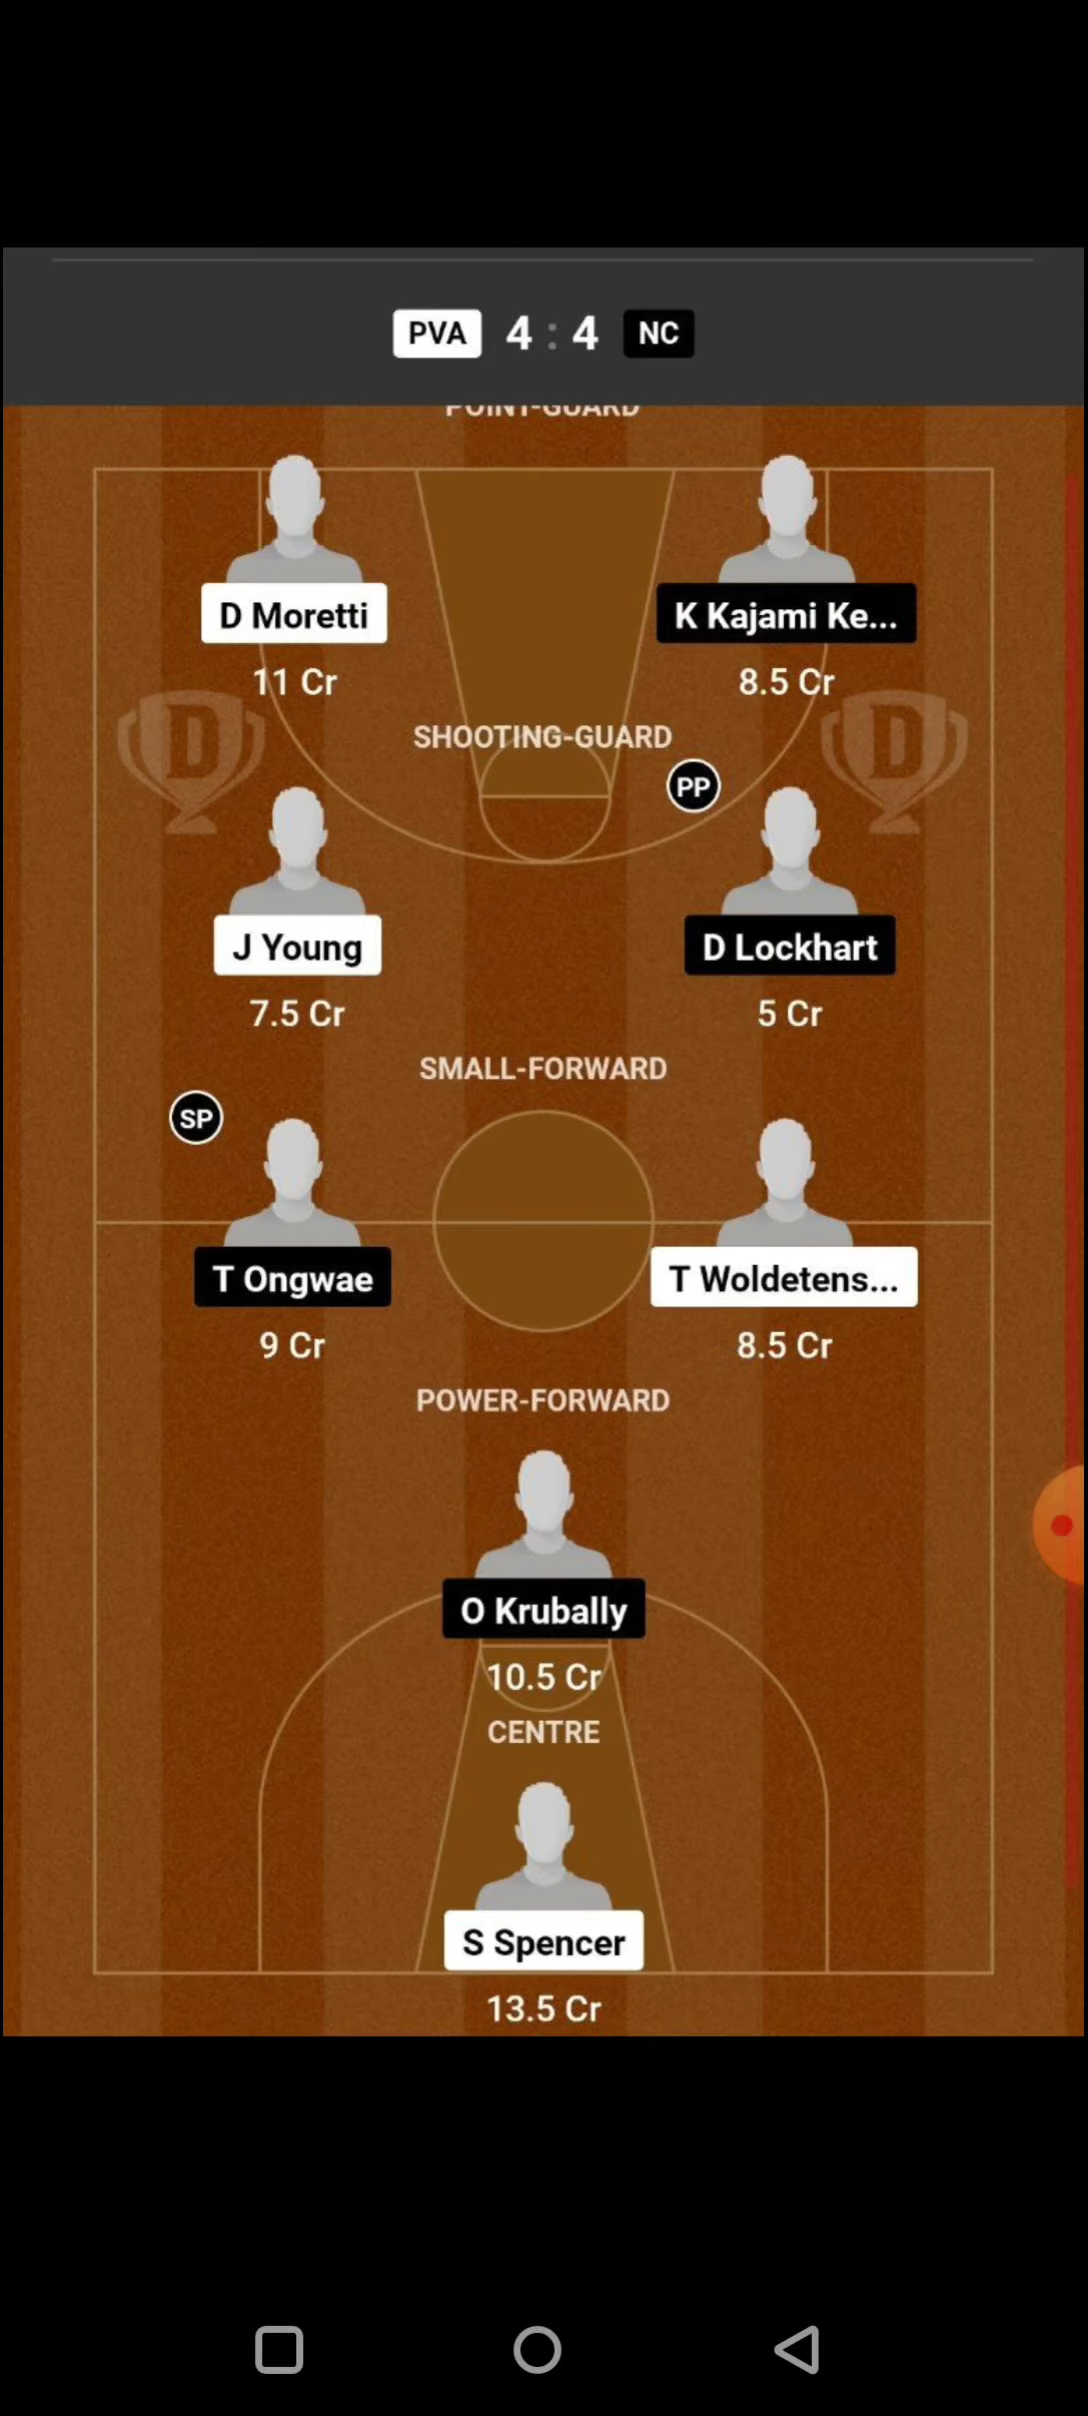 PVA 4 : 4 NC
POINT-GUARD
D Moretti K Kajami Ke...
11 Cr 8.5 Cr
SHOOTING-GUARD
PP
J Young D Lockhart
7.5 Cr 5 Cr
SMALL-FORWARD
SP
T Ongwae T Woldetens...
9 Cr 8.5 Cr
POWER-FORWARD
O Krubally
10.5 Cr
CENTRE
S Spencer
13.5 Cr